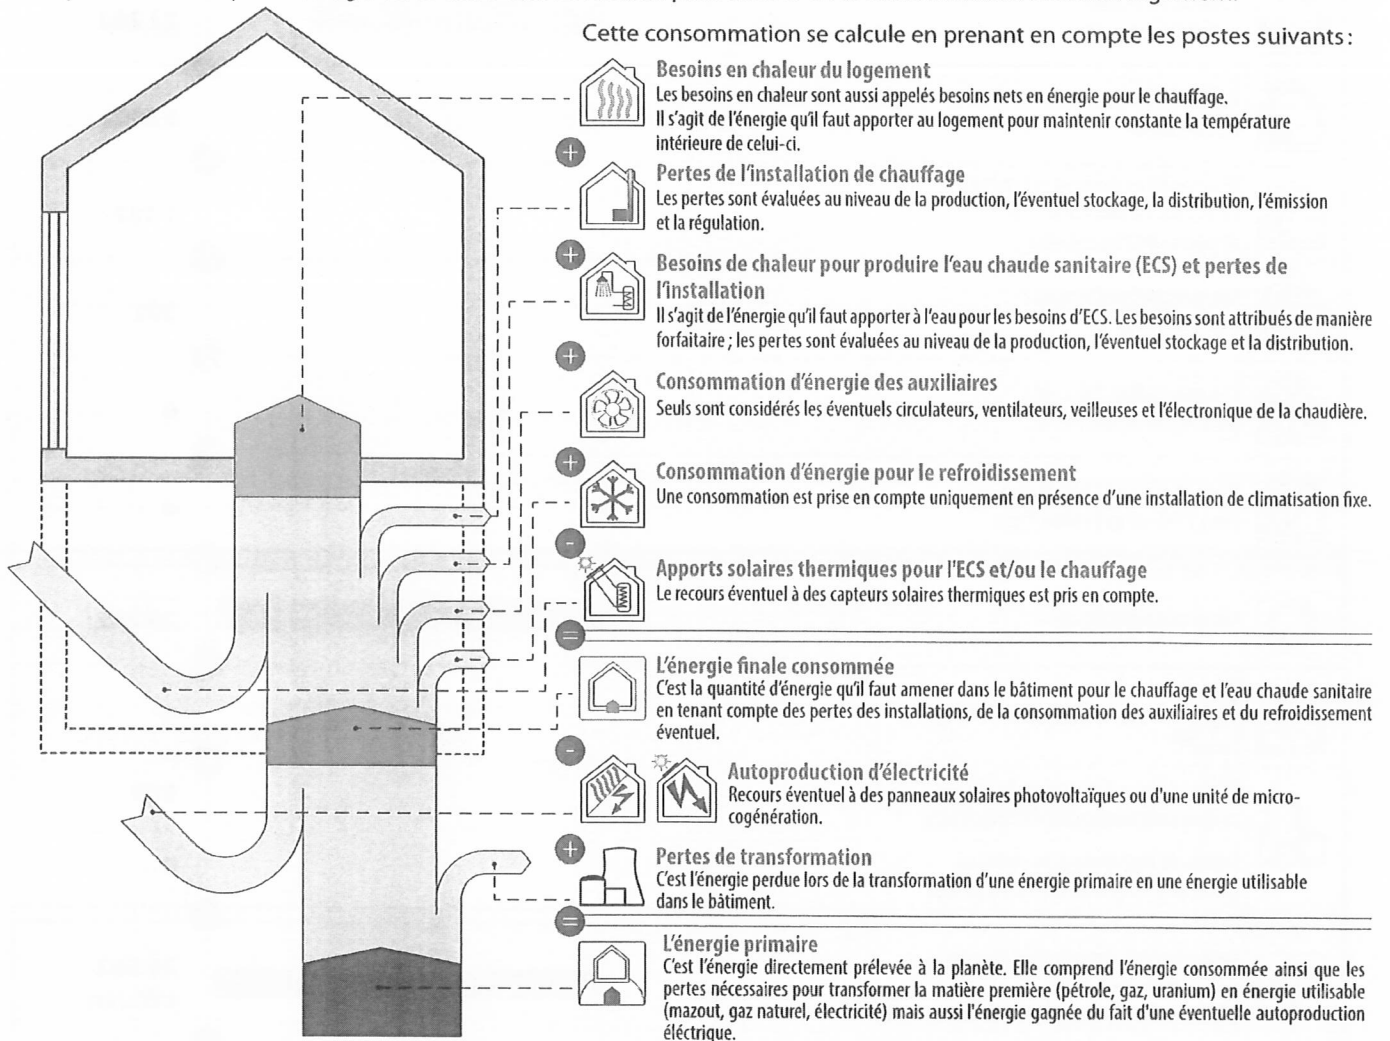 Cette consommation se calcule en prenant en compte les postes suivants :
Besoins en chaleur du logement
Les besoins en chaleur sont aussi appelés besoins nets en énergie pour le chauffage.
Il s'agit de l'énergie qu'il faut apporter au logement pour maintenir constante la température
intérieure de celui-ci.
+
Pertes de l'installation de chauffage
Les pertes sont évaluées au niveau de la production, l'éventuel stockage, la distribution, l'émission
et la régulation.
+
Besoins de chaleur pour produire l'eau chaude sanitaire (ECS) et pertes de
l'installation
Il s'agit de l'énergie qu'il faut apporter à l'eau pour les besoins d'ECS. Les besoins sont attribués de manière
forfaitaire ; les pertes sont évaluées au niveau de la production, l'éventuel stockage et la distribution.
+
Consommation d'énergie des auxiliaires
Seuls sont considérés les éventuels circulateurs, ventilateurs, veilleuses et l'électronique de la chaudière.
+
Consommation d'énergie pour le refroidissement
Une consommation est prise en compte uniquement en présence d'une installation de climatisation fixe.
-
Apports solaires thermiques pour l'ECS et/ou le chauffage
Le recours éventuel à des capteurs solaires thermiques est pris en compte.
=
L'énergie finale consommée
C'est la quantité d'énergie qu'il faut amener dans le bâtiment pour le chauffage et l'eau chaude sanitaire
en tenant compte des pertes des installations, de la consommation des auxiliaires et du refroidissement
éventuel.
-
Autoproduction d'électricité
Recours éventuel à des panneaux solaires photovoltaïques ou d'une unité de micro-
cogénération.
+
Pertes de transformation
C'est l'énergie perdue lors de la transformation d'une énergie primaire en une énergie utilisable
dans le bâtiment.
=
L'énergie primaire
C'est l'énergie directement prélevée à la planète. Elle comprend l'énergie consommée ainsi que les
pertes nécessaires pour transformer la matière première (pétrole, gaz, uranium) en énergie utilisable
(mazout, gaz naturel, électricité) mais aussi l'énergie gagnée du fait d'une éventuelle autoproduction
éléctrique.